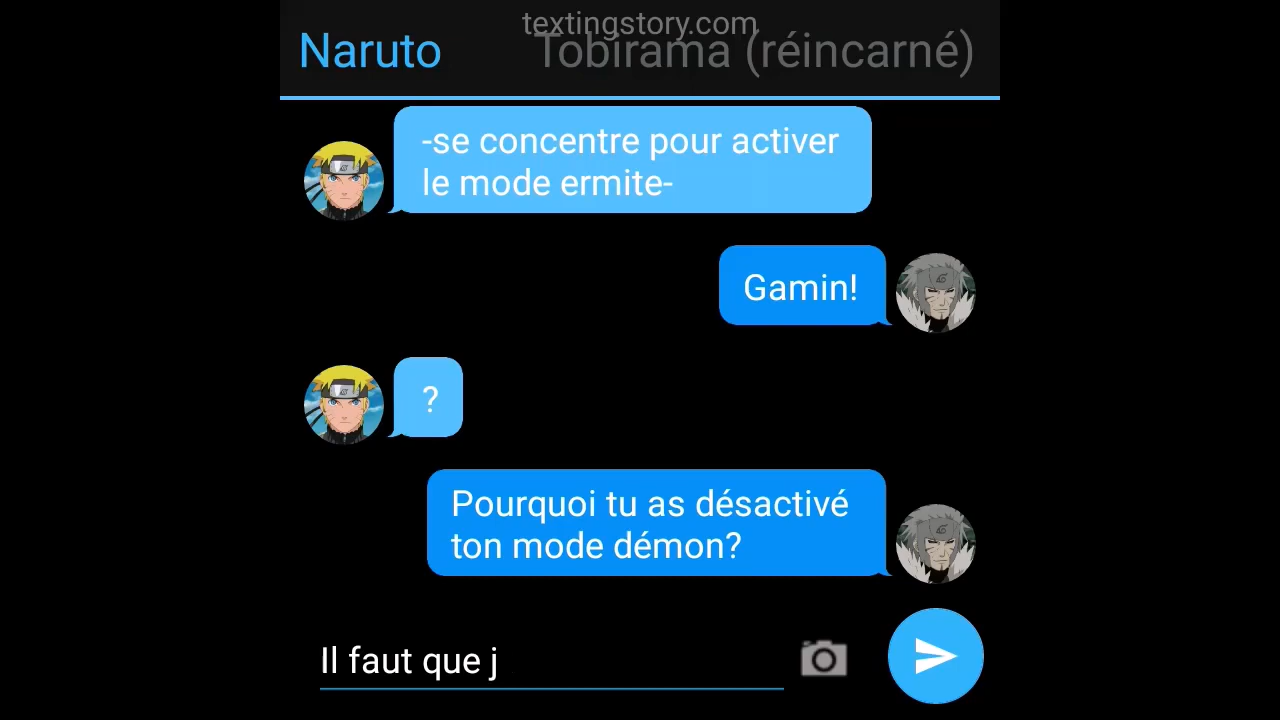 textingstory.com
Naruto Tobirama (réincarné)
-se concentre pour activer
le mode ermite-
Gamin!
?
Pourquoi tu as désactivé
ton mode démon?
Il faut que j